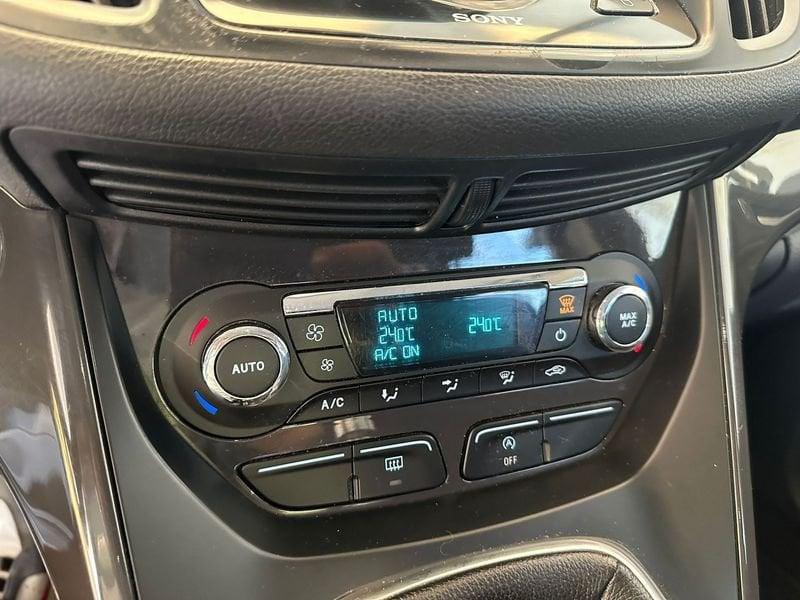 SONY
AUTO
24.0℃ 24.0℃
A/C ON
MAX
AUTO
MAX
A/C
A/C
A
OFF